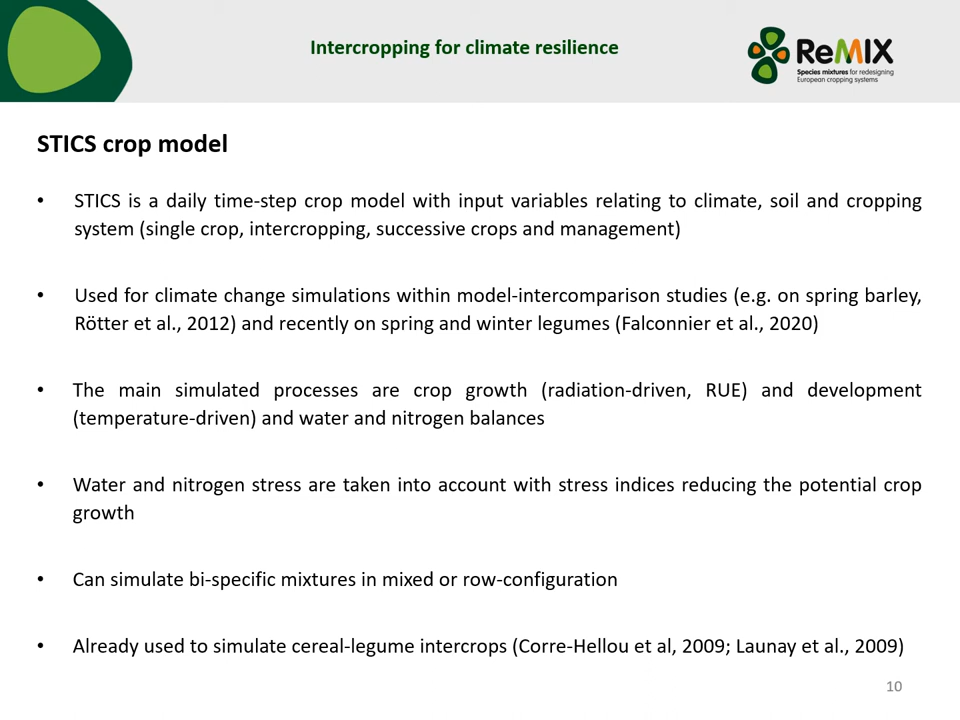 Intercropping for climate resilience
ReMIX
Species mixtures for redesigning
European cropping systems
STICS crop model
• STICS is a daily time-step crop model with input variables relating to climate, soil and cropping
system (single crop, intercropping, successive crops and management)
• Used for climate change simulations within model-intercomparison studies (e.g. on spring barley,
Rötter et al., 2012) and recently on spring and winter legumes (Falconnier et al., 2020)
• The main simulated processes are crop growth (radiation-driven, RUE) and development
(temperature-driven) and water and nitrogen balances
• Water and nitrogen stress are taken into account with stress indices reducing the potential crop
growth
• Can simulate bi-specific mixtures in mixed or row-configuration
• Already used to simulate cereal-legume intercrops (Corre-Hellou et al, 2009; Launay et al., 2009)
10